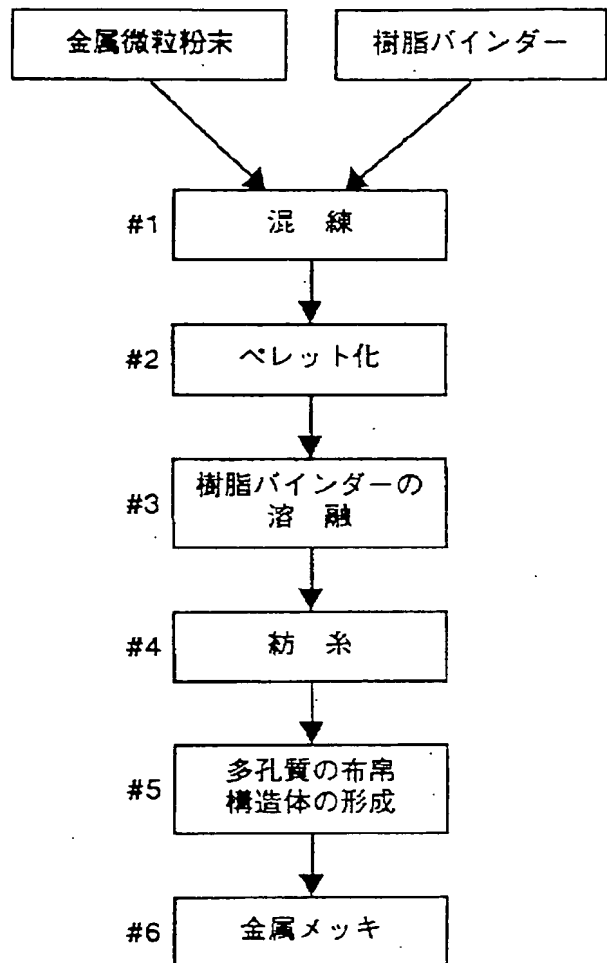 金属微粒粉末
樹脂バインダー
#1 混 練
#2 ペレット化
樹脂バインダーの
#3 溶 融
#4 紡 糸
多孔質の布帛
#5 構造体の形成
#6 金属メッキ